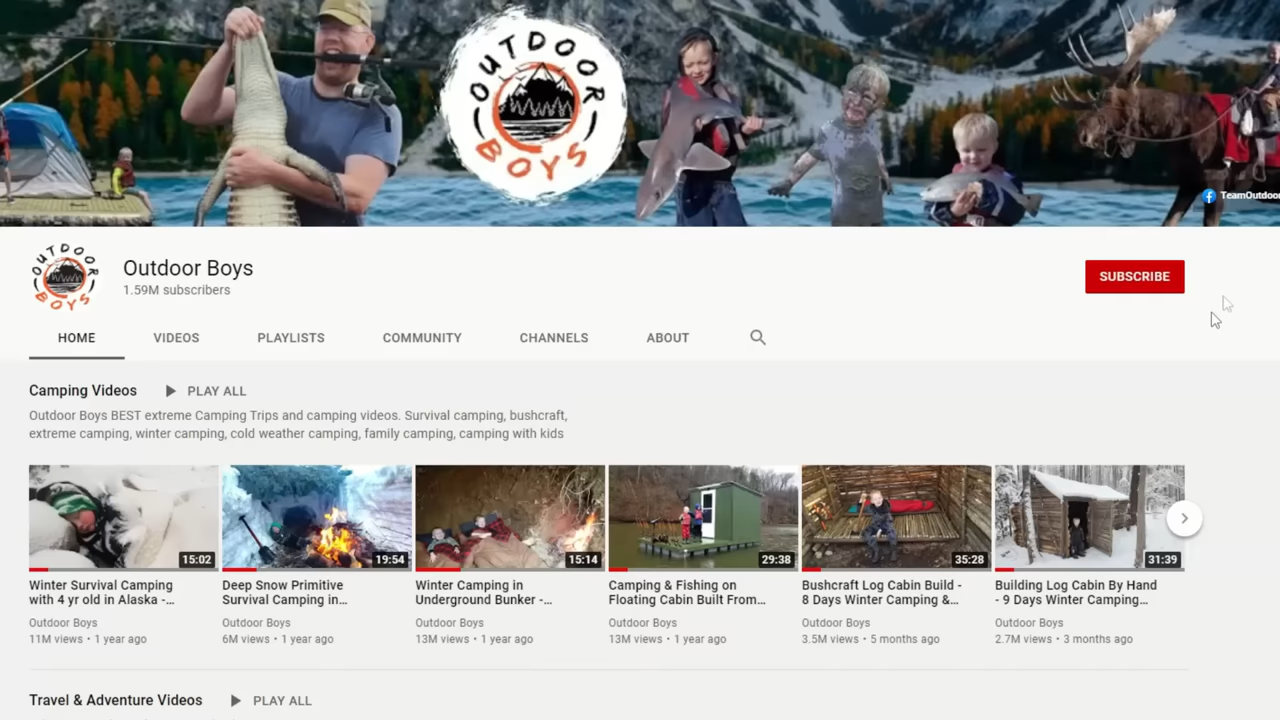 OUTDOOR
BOYS
TeamOutdoor
OUTDOOR
BOYS
Outdoor Boys
1.59M subscribers
SUBSCRIBE
HOME VIDEOS PLAYLISTS COMMUNITY CHANNELS ABOUT
Camping Videos PLAY ALL
Outdoor Boys BEST extreme Camping Trips and camping videos. Survival camping, bushcraft,
extreme camping, winter camping, cold weather camping, family camping, camping with kids
15:02
19:54
15:14
29:38
35:28
31:39
Winter Survival Camping
with 4 yr old in Alaska -...
Outdoor Boys
11M views • 1 year ago
Deep Snow Primitive
Survival Camping in...
Outdoor Boys
6M views • 1 year ago
Winter Camping in
Underground Bunker -...
Outdoor Boys
13M views • 1 year ago
Camping & Fishing on
Floating Cabin Built From...
Outdoor Boys
13M views • 1 year ago
Bushcraft Log Cabin Build -
8 Days Winter Camping &...
Outdoor Boys
3.5M views • 5 months ago
Building Log Cabin By Hand
- 9 Days Winter Camping...
Outdoor Boys
2.7M views • 3 months ago
Travel & Adventure Videos PLAY ALL